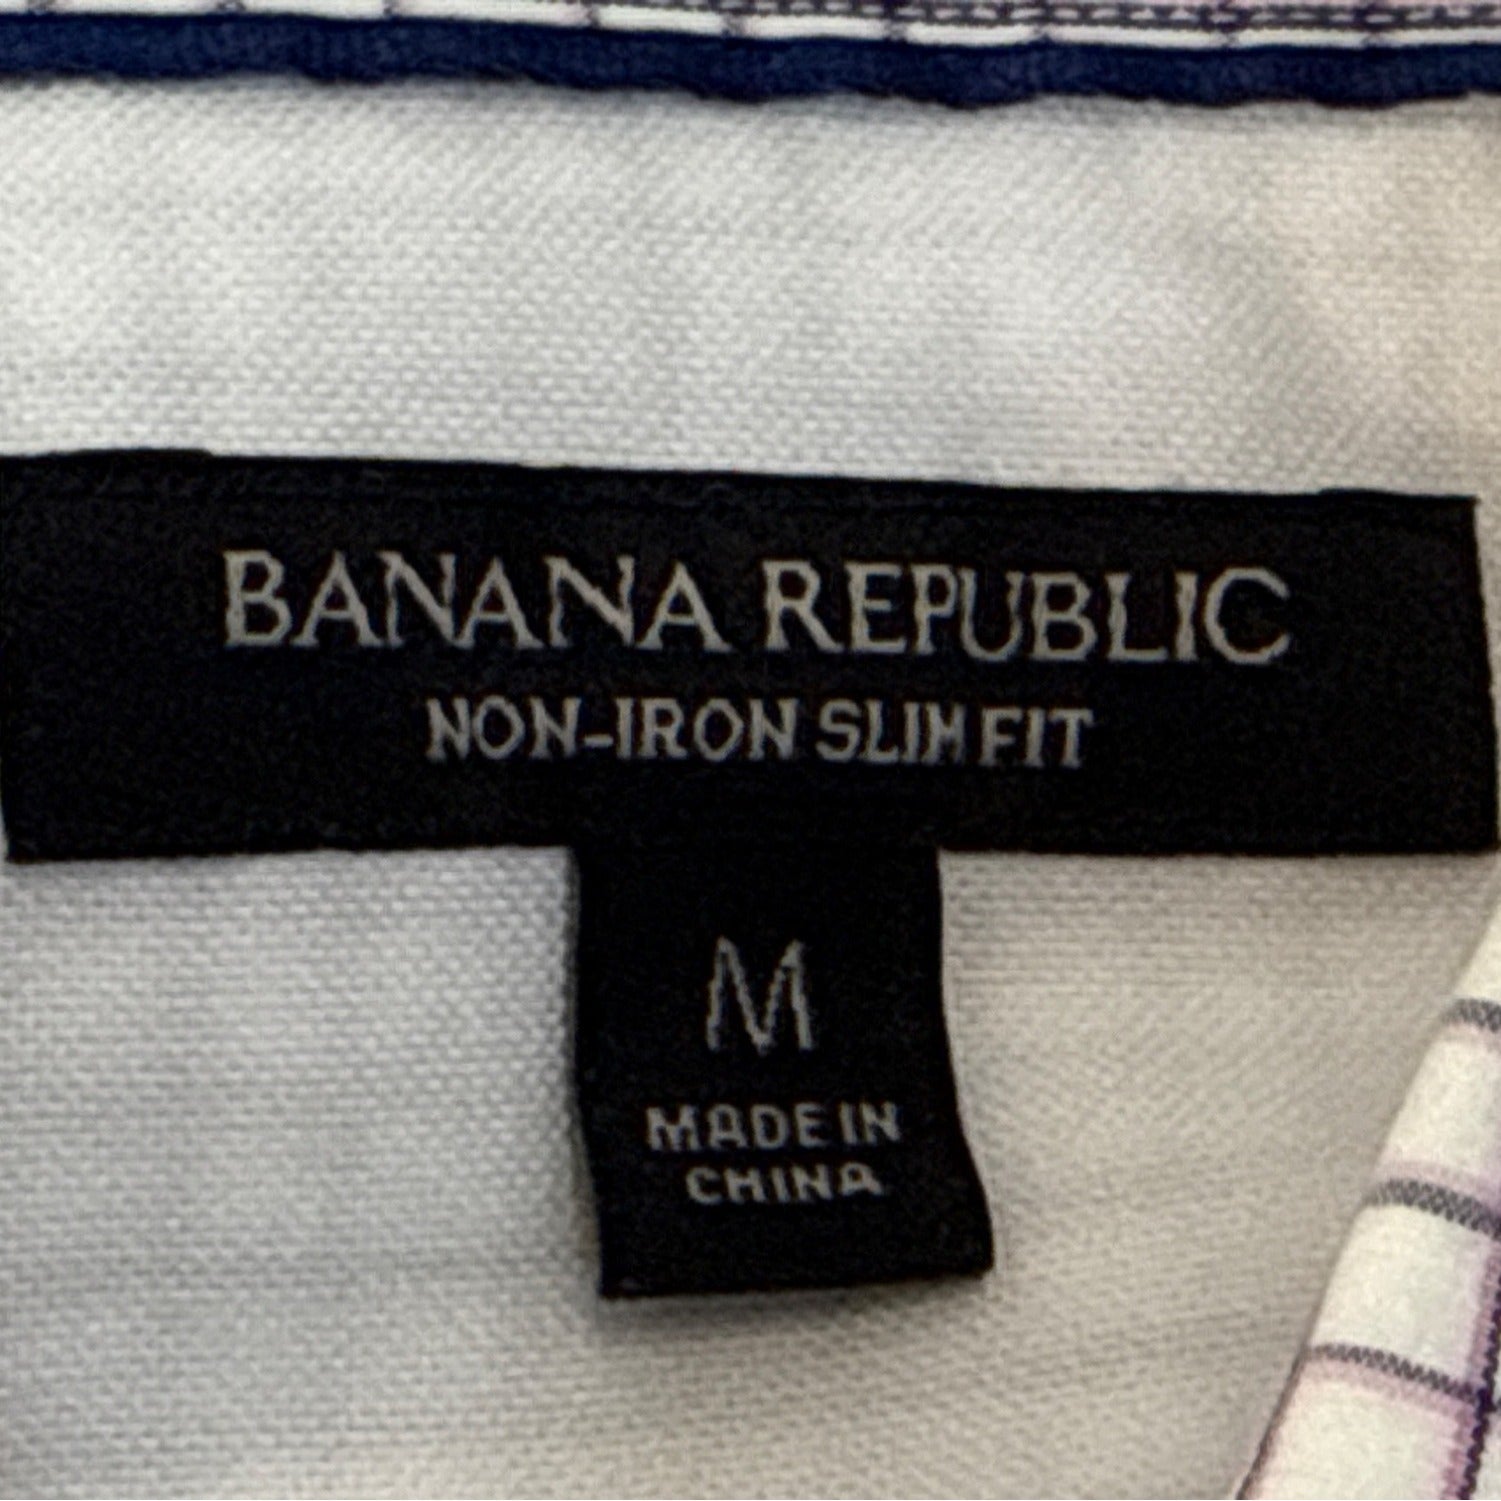 BANANA REPUBLIC
NON-IRON SLIM FIT
M
MADE IN
CHINA